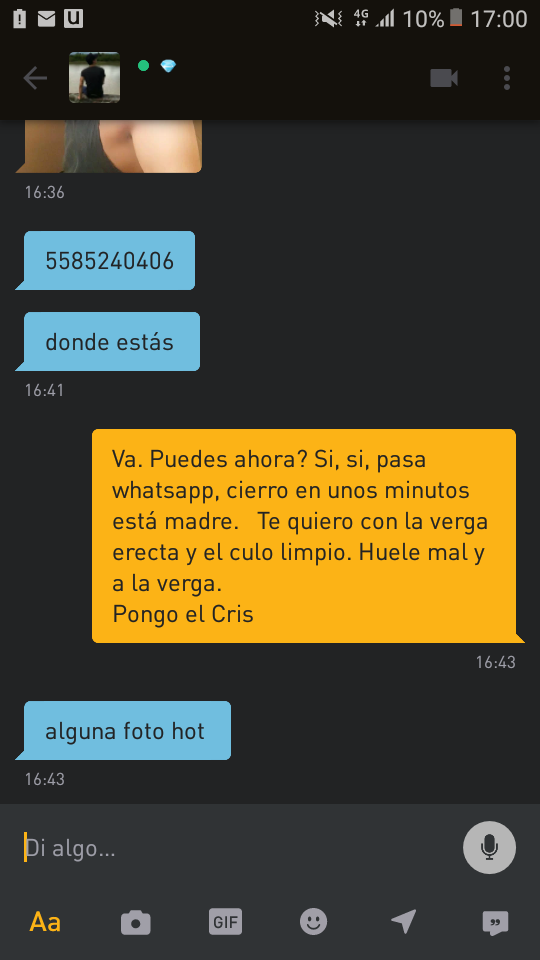 4G 10% 17:00
16:36
5585240406
donde estás
16:41
Va. Puedes ahora? Si, si, pasa
whatsapp, cierro en unos minutos
está madre. Te quiero con la verga
erecta y el culo limpio. Huele mal y
a la verga.
Pongo el Cris
16:43
alguna foto hot
16:43
Di algo...
Aa
GIF